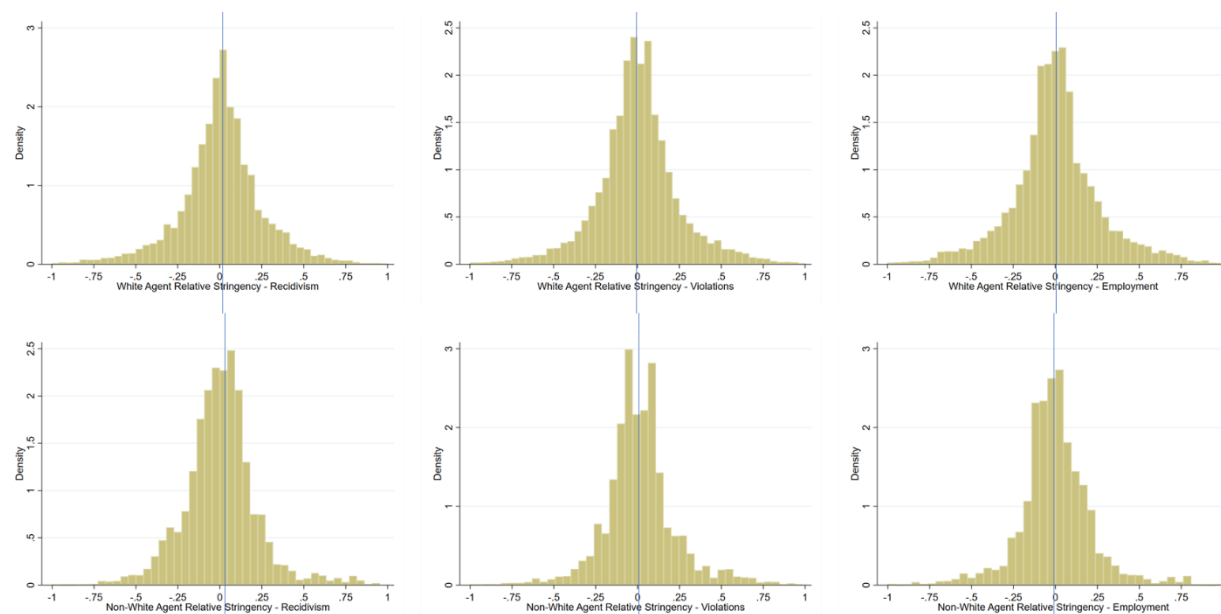 3
2.5
2.5
2
2
2
1.5
1.5
1
1
1
.5
.5
0
0
0
Density
Density
Density
-1 -.75 -.5 -.25 0 .25 .5 .75 1
-1 -.75 -.5 -.25 0 .25 .5 .75 1
-1 -.75 -.5 -.25 0 .25 .5 .75
White Agent Relative Stringency - Recidivism
White Agent Relative Stringency - Violations
White Agent Relative Stringency - Employment
2.5
3
3
2
2
2
1.5
1
1
1
.5
0
0
0
Density
Density
Density
-1 -.75 -.5 -.25 0 .25 .5 .75 1
-1 -.75 -.5 -.25 0 .25 .5 .75 1
-1 -.75 -.5 -.25 0 .25 .5 .75
Non-White Agent Relative Stringency - Recidivism
Non-White Agent Relative Stringency - Violations
Non-White Agent Relative Stringency - Employment